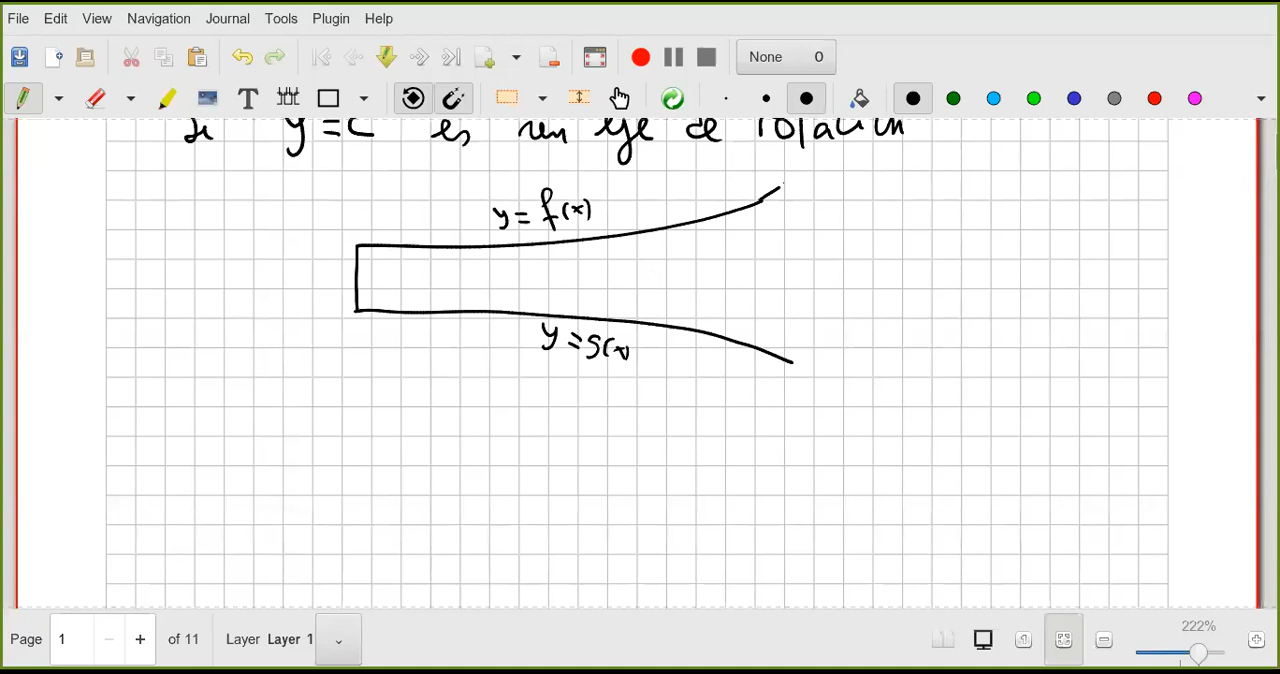 File Edit View Navigation Journal Tools Plugin Help
None 0
T
si y=c es un eje de rotación
y = f(x)
y = g(x)
Page 1 of 11 Layer Layer 1 222%